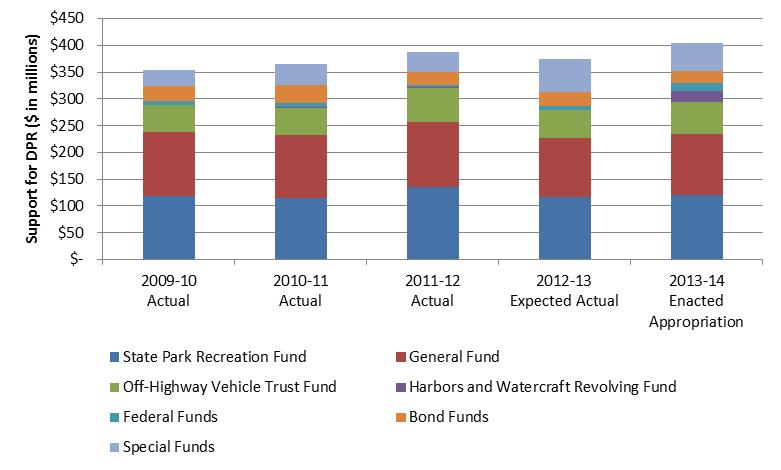 Support for DPR ($ in millions)
$450
$400
$350
$300
$250
$200
$150
$100
$50
$-
2009-10 Actual
2010-11 Actual
2011-12 Actual
2012-13 Expected Actual
2013-14 Enacted Appropriation
State Park Recreation Fund
General Fund
Off-Highway Vehicle Trust Fund
Harbors and Watercraft Revolving Fund
Federal Funds
Bond Funds
Special Funds